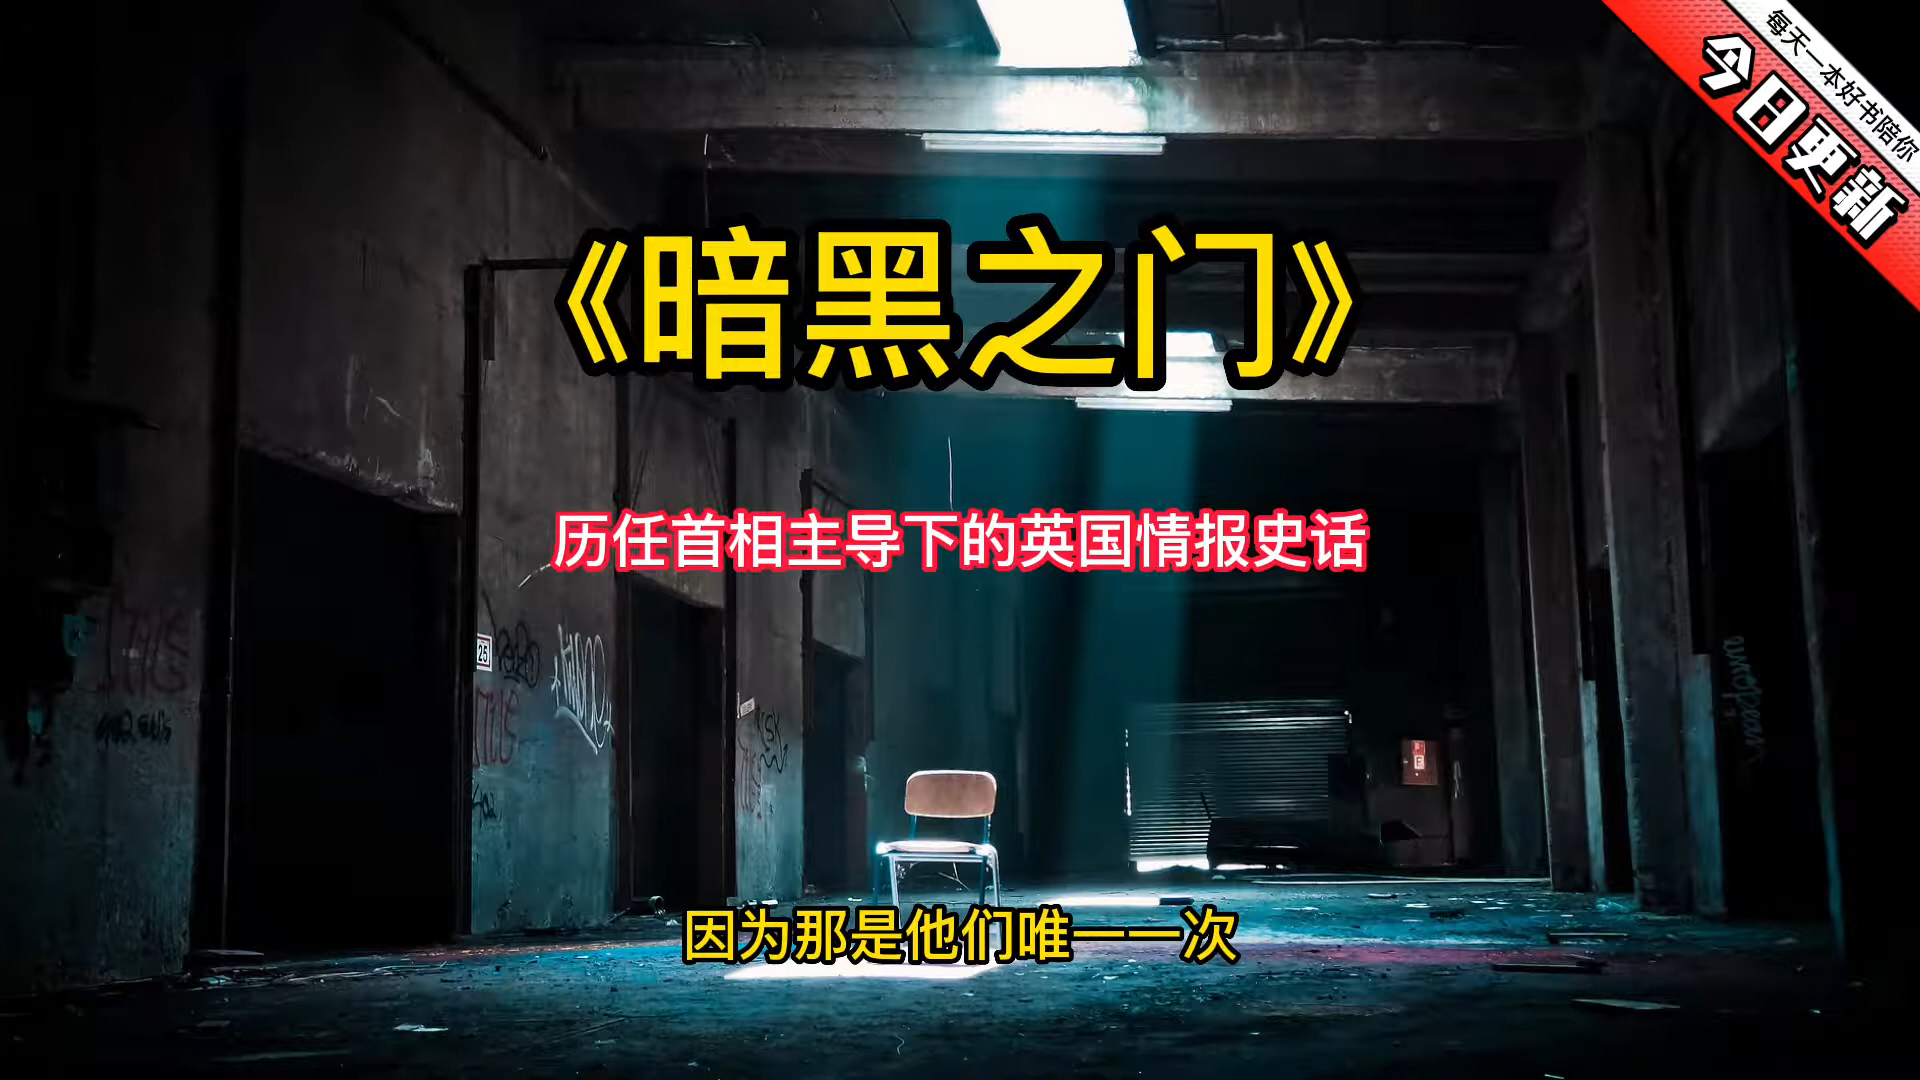 每天一本好书陪你
今日更新
《暗黑之门》
历任首相主导下的英国情报史话
25
因为那是他们唯一一次